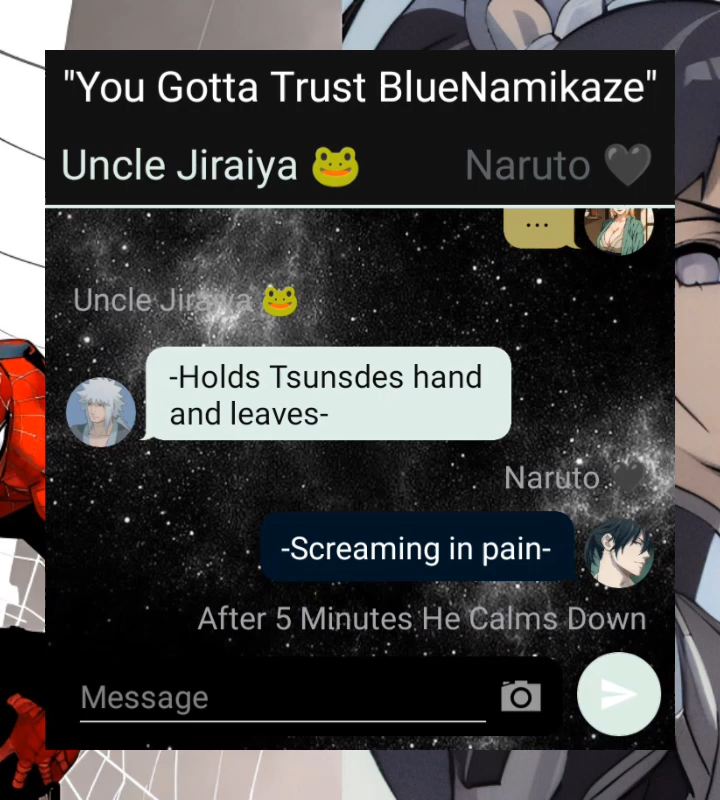 "You Gotta Trust BlueNamikaze"
Uncle Jiraiya 🐸 Naruto 🖤
...
Uncle Jiraiya 🐸
-Holds Tsunsdes hand
and leaves-
Naruto 🖤
-Screaming in pain-
After 5 Minutes He Calms Down
Message